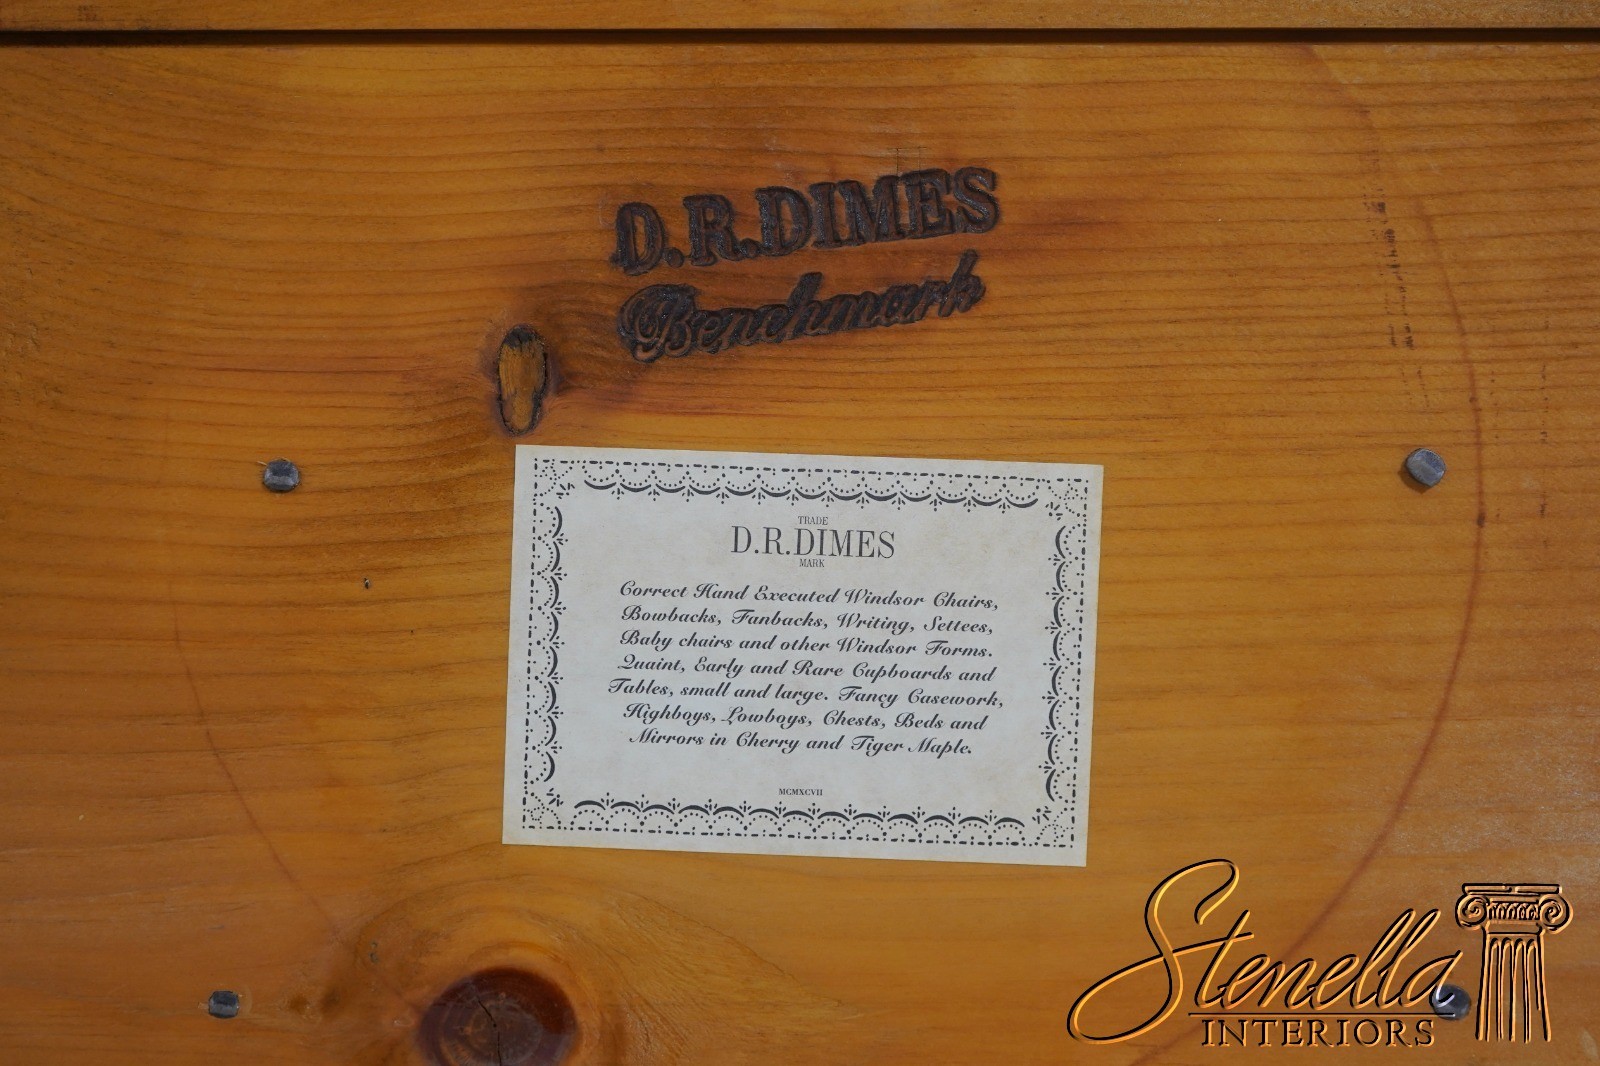 D.R.DIMES
Benchmark
TRADE
D.R.DIMES
MARK
Correct Hand Executed Windsor Chairs,
Bowbacks, Fanbacks, Writing, Settees,
Baby chairs and other Windsor Forms.
Quaint, Early and Rare Cupboards and
Tables, small and large. Fancy Casework,
Highboys, Lowboys, Chests, Beds and
Mirrors in Cherry and Tiger Maple.
MCMXCVII
Stenella
INTERIORS